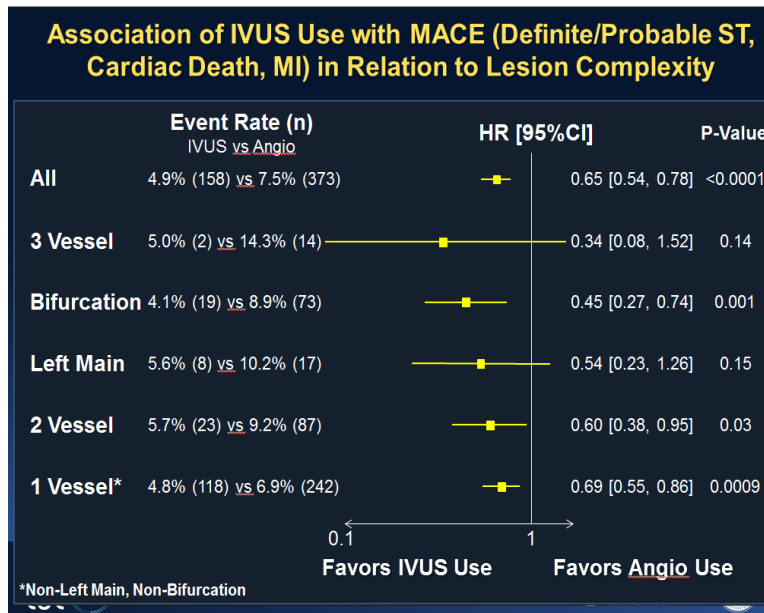 Association of IVUS Use with MACE (Definite/Probable ST,
Cardiac Death, MI) in Relation to Lesion Complexity
Event Rate (n) HR [95%CI] P-Value
IVUS vs Angio
All 4.9% (158) vs 7.5% (373) 0.65 [0.54, 0.78] <0.0001
3 Vessel 5.0% (2) vs 14.3% (14) 0.34 [0.08, 1.52] 0.14
Bifurcation 4.1% (19) vs 8.9% (73) 0.45 [0.27, 0.74] 0.001
Left Main 5.6% (8) vs 10.2% (17) 0.54 [0.23, 1.26] 0.15
2 Vessel 5.7% (23) vs 9.2% (87) 0.60 [0.38, 0.95] 0.03
1 Vessel* 4.8% (118) vs 6.9% (242) 0.69 [0.55, 0.86] 0.0009
0.1 1
Favors IVUS Use Favors Angio Use
*Non-Left Main, Non-Bifurcation